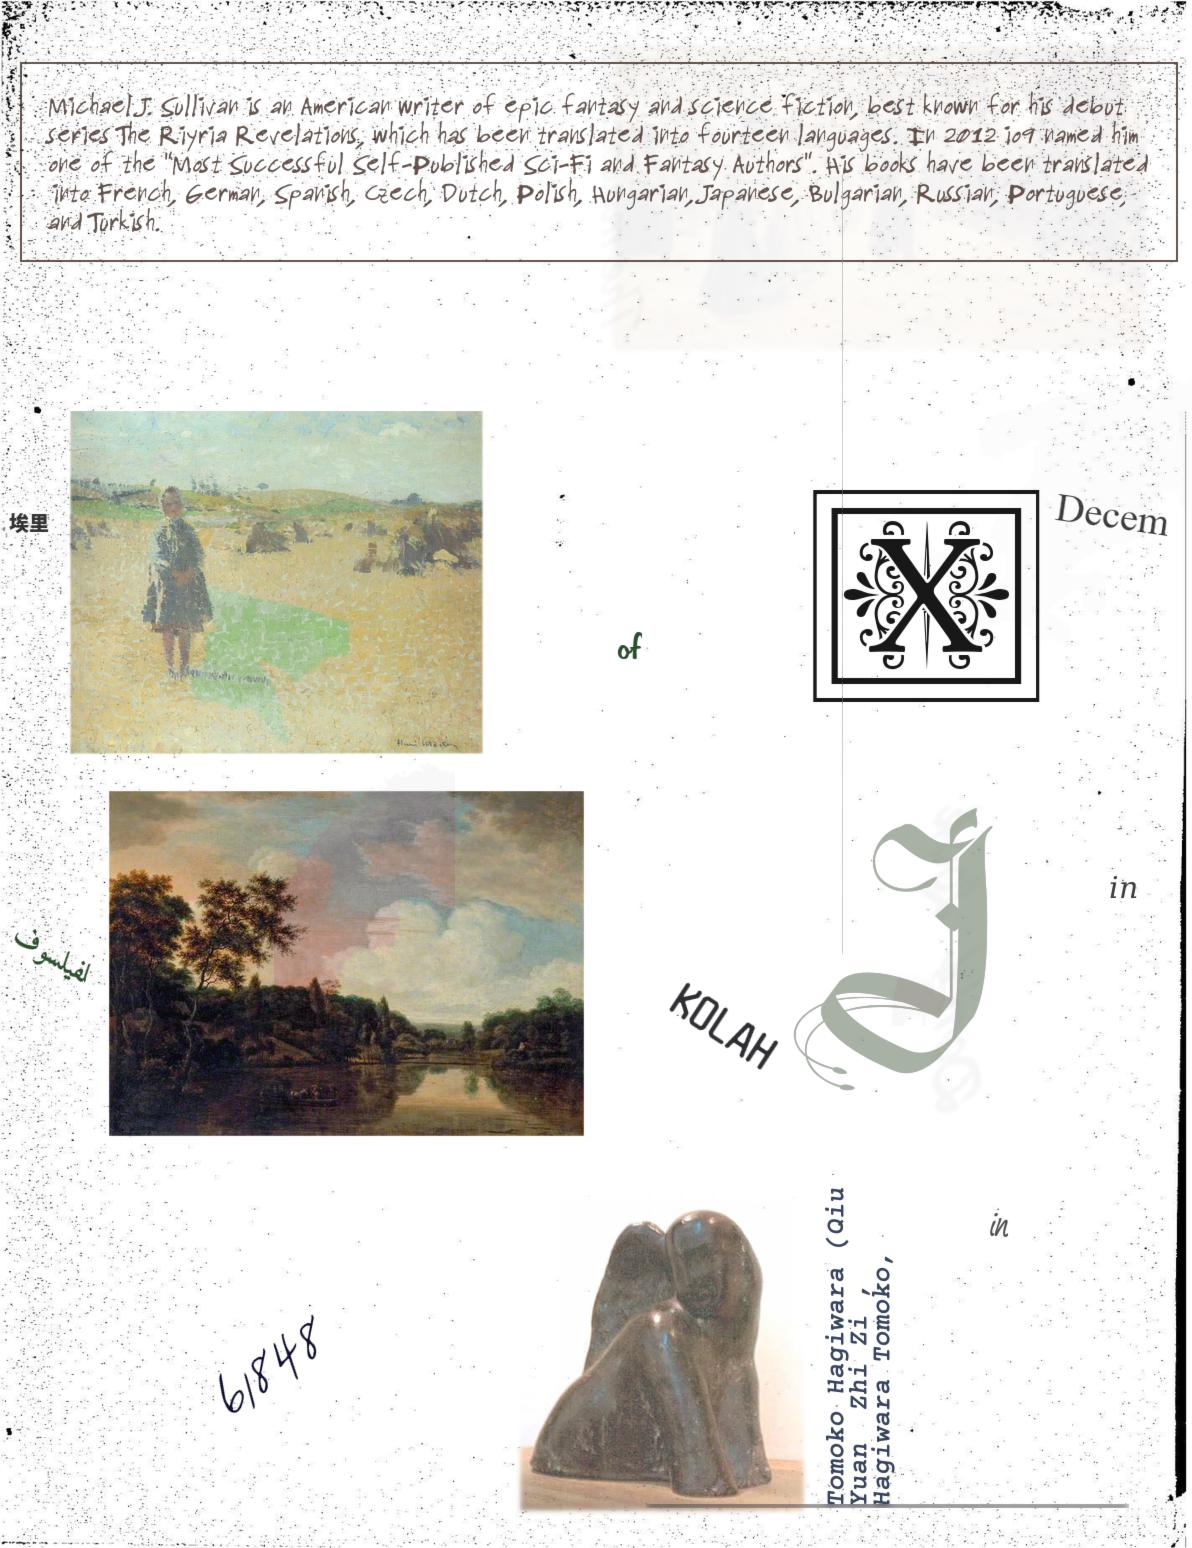 Michael J. Sullivan is an American writer of epic fantasy and science fiction, best known for his debut
series The Riyria Revelations, which has been translated into fourteen languages. In 2012 io9 named him
one of the "Most Successful Self-Published Sci-Fi and Fantasy Authors". His books have been translated
into French, German, Spanish, Czech, Dutch, Polish, Hungarian, Japanese, Bulgarian, Russian, Portuguese,
and Turkish.
埃里
Decem
X
of
in
لفيلسوف
KOLAH
in
Tomoko Hagiwara (Qiu
Yuan Zhi Zi ,
Hagiwara Tomoko,
61848